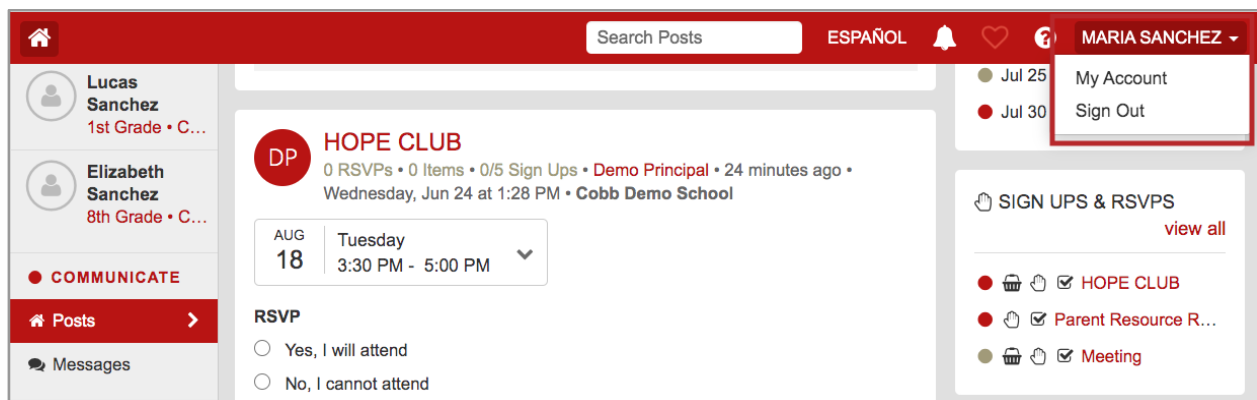 Search Posts
ESPAÑOL
MARIA SANCHEZ
My Account
Sign Out
Lucas
Sanchez
1st Grade • C…
Elizabeth
Sanchez
8th Grade • C…
COMMUNICATE
Posts
Messages
DP
HOPE CLUB
0 RSVPs • 0 Items • 0/5 Sign Ups • Demo Principal • 24 minutes ago •
Wednesday, Jun 24 at 1:28 PM • Cobb Demo School
AUG
18
Tuesday
3:30 PM - 5:00 PM
RSVP
Yes, I will attend
No, I cannot attend
Jul 25
Jul 30
SIGN UPS & RSVPS
view all
HOPE CLUB
Parent Resource R…
Meeting